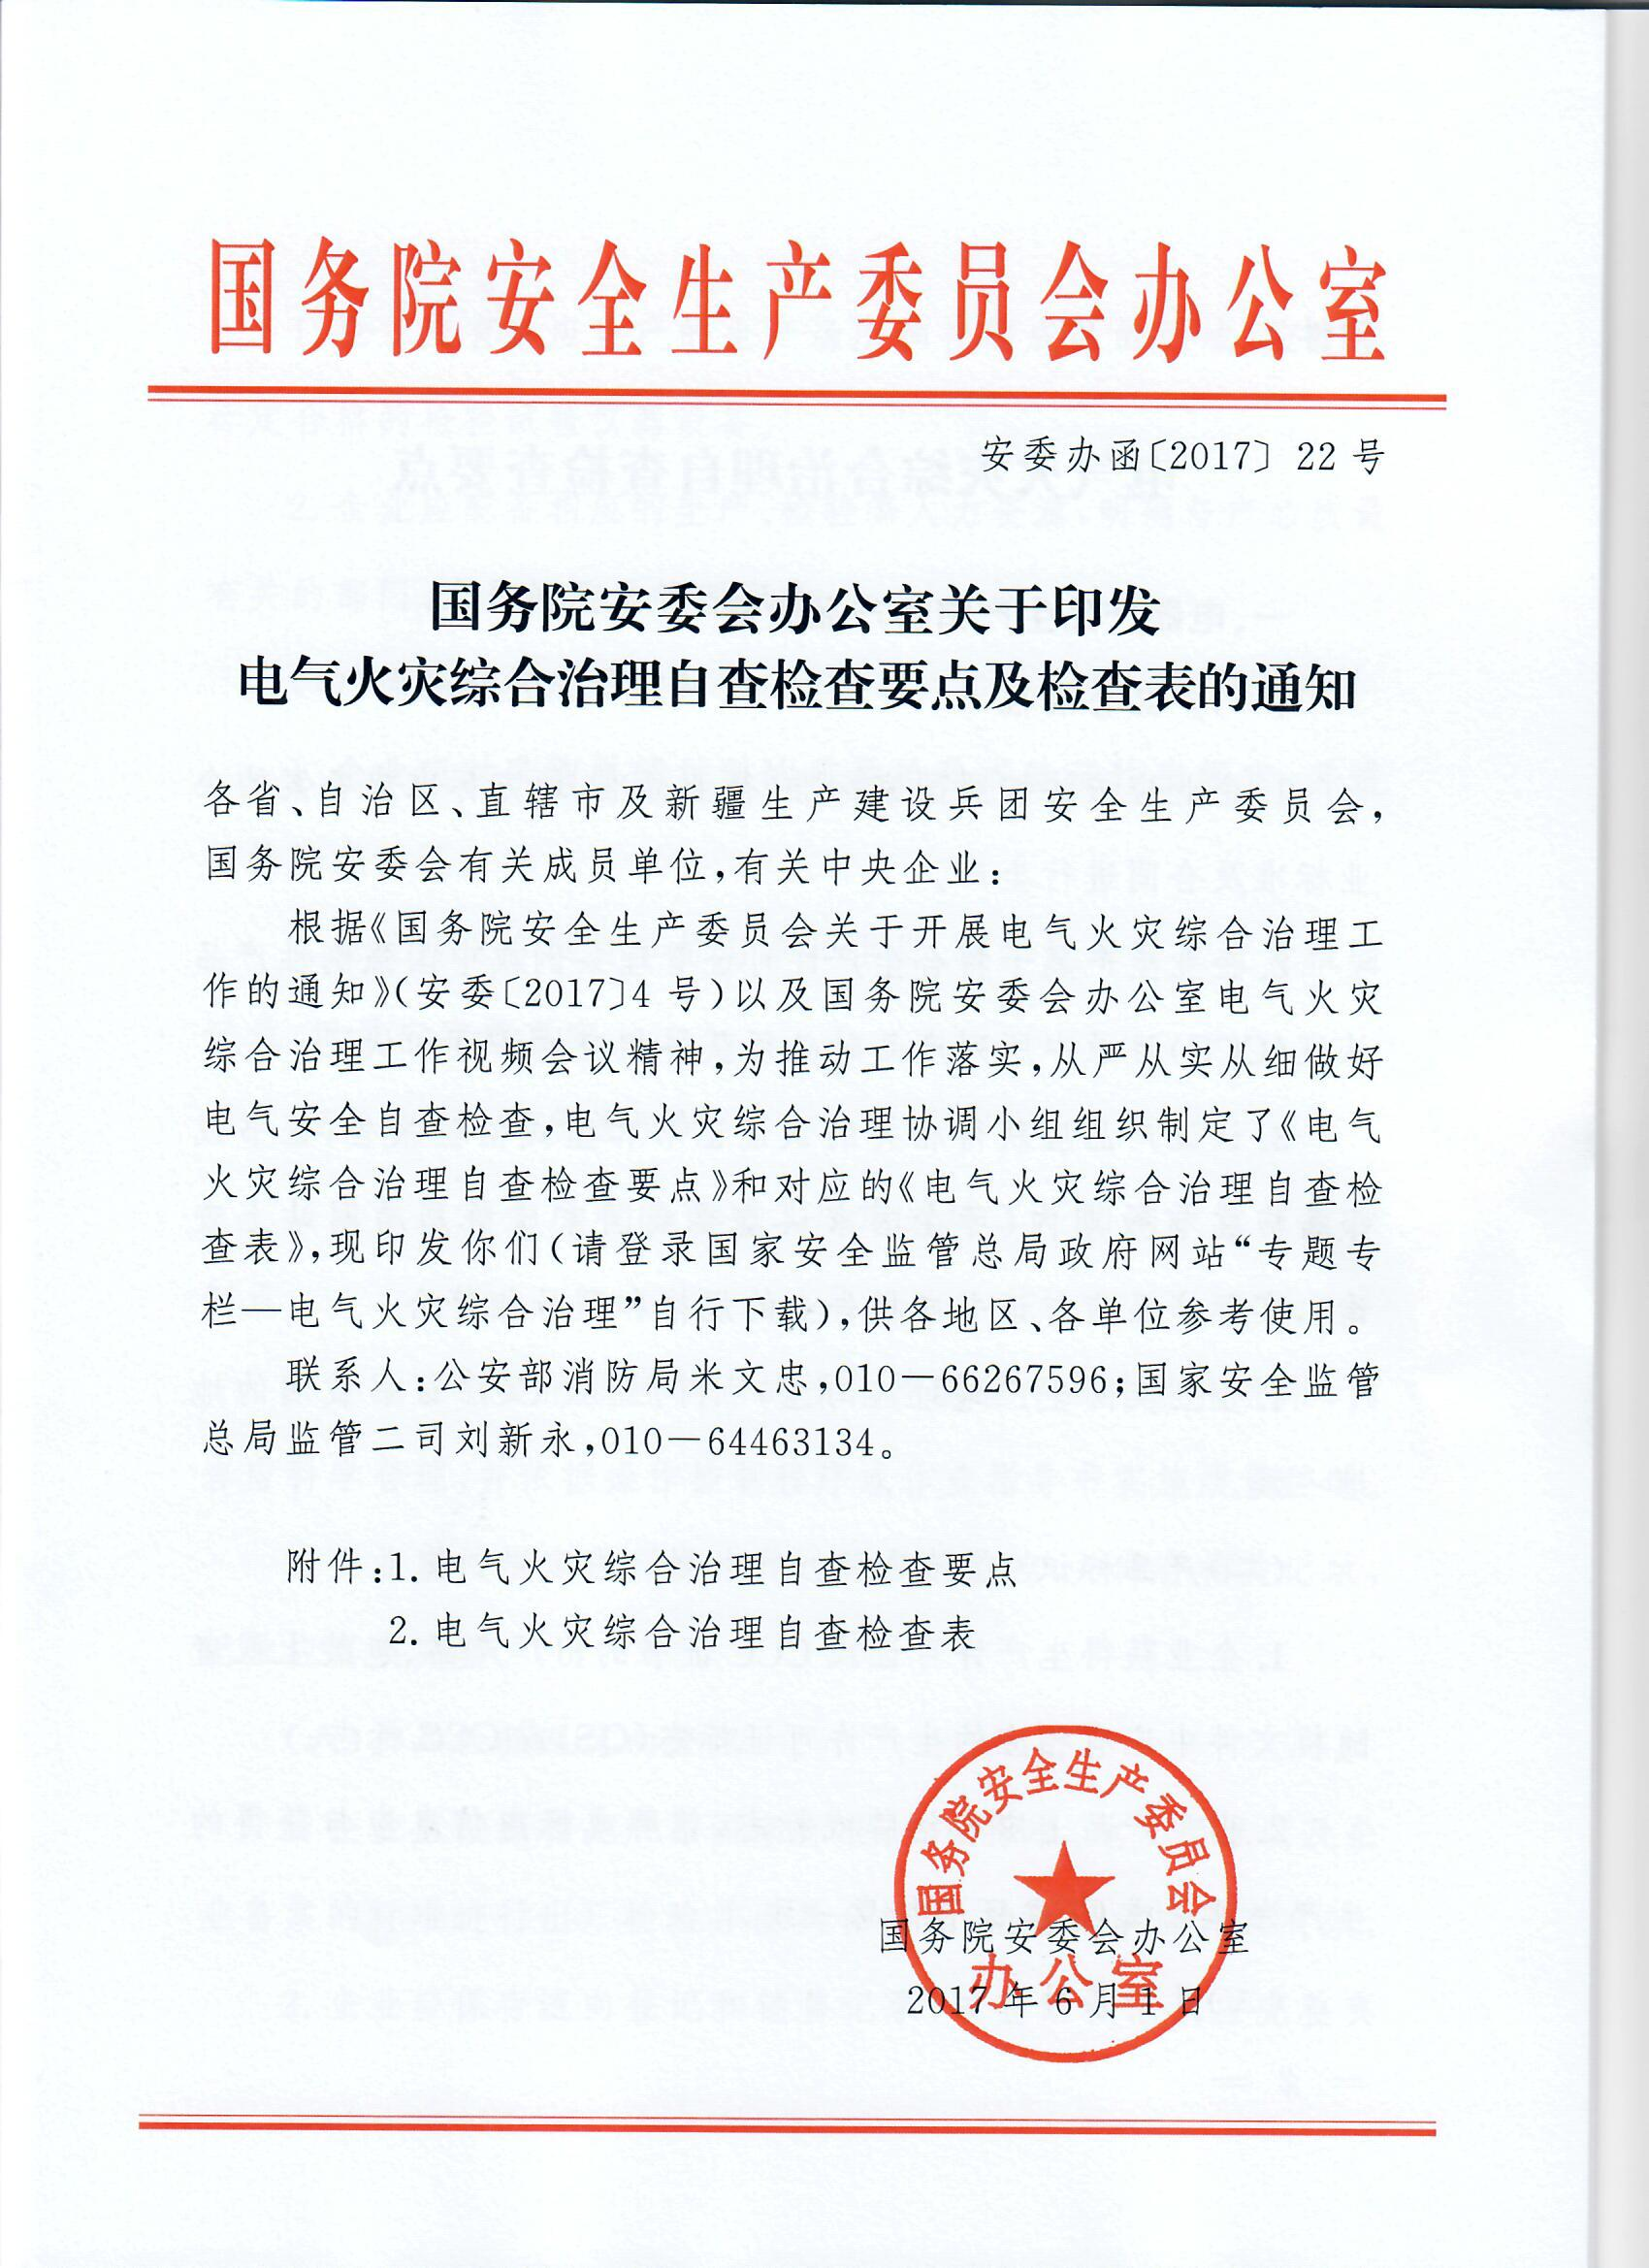 国务院安全生产委员会办公室
安委办函〔2017〕22号
国务院安委会办公室关于印发
电气火灾综合治理自查检查要点及检查表的通知
各省、自治区、直辖市及新疆生产建设兵团安全生产委员会,
国务院安委会有关成员单位,有关中央企业:
根据《国务院安全生产委员会关于开展电气火灾综合治理工
作的通知》(安委〔2017〕4号)以及国务院安委会办公室电气火灾
综合治理工作视频会议精神,为推动工作落实,从严从实从细做好
电气安全自查检查,电气火灾综合治理协调小组组织制定了《电气
火灾综合治理自查检查要点》和对应的《电气火灾综合治理自查检
查表》,现印发你们(请登录国家安全监管总局政府网站“专题专
栏—电气火灾综合治理”自行下载),供各地区、各单位参考使用。
联系人:公安部消防局米文忠,010—66267596;国家安全监管
总局监管二司刘新永,010—64463134。
附件:1. 电气火灾综合治理自查检查要点
2. 电气火灾综合治理自查检查表
国务院安全生产委员会
办公室
国务院安委会办公室
2017年6月1日